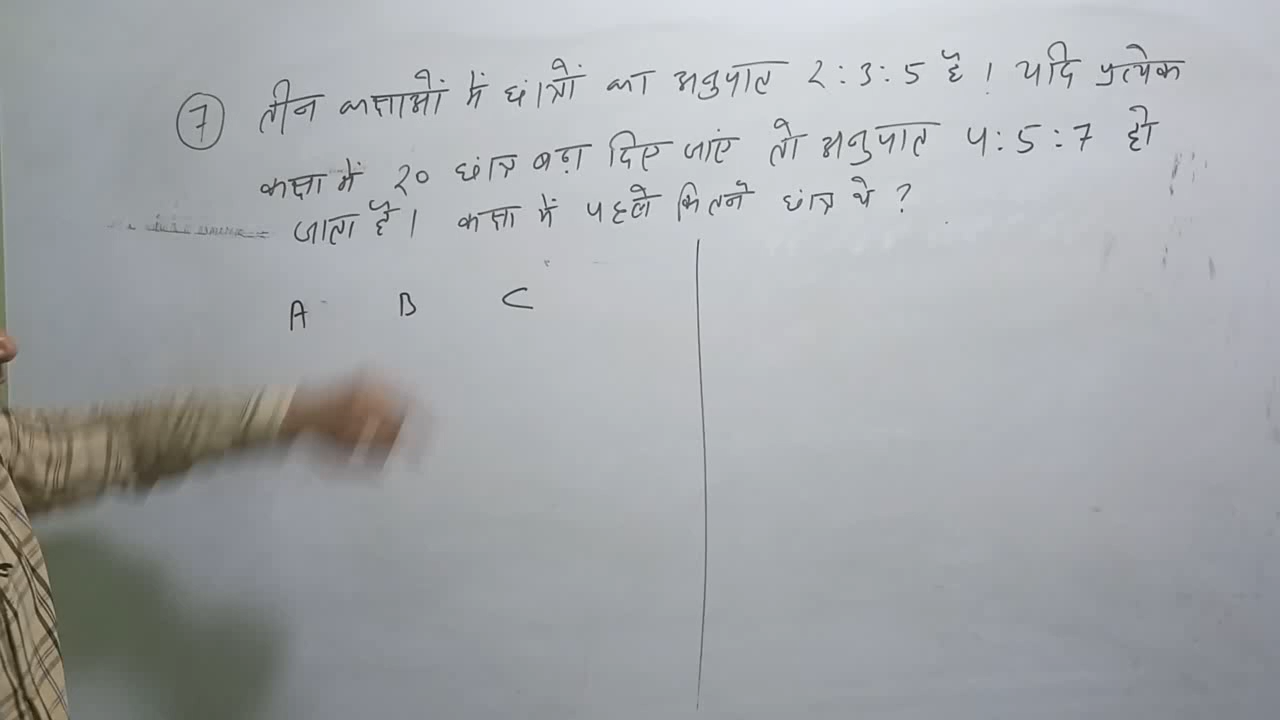 7 तीन कक्षाओं में छात्रों का अनुपात 2 : 3 : 5 है । यदि प्रत्येक
कक्षा में 20 छात्र बढ़ा दिए जाएं तो अनुपात 4 : 5 : 7 हो
जाता है । कक्षा में पहले कितने छात्र थे ?
A B C